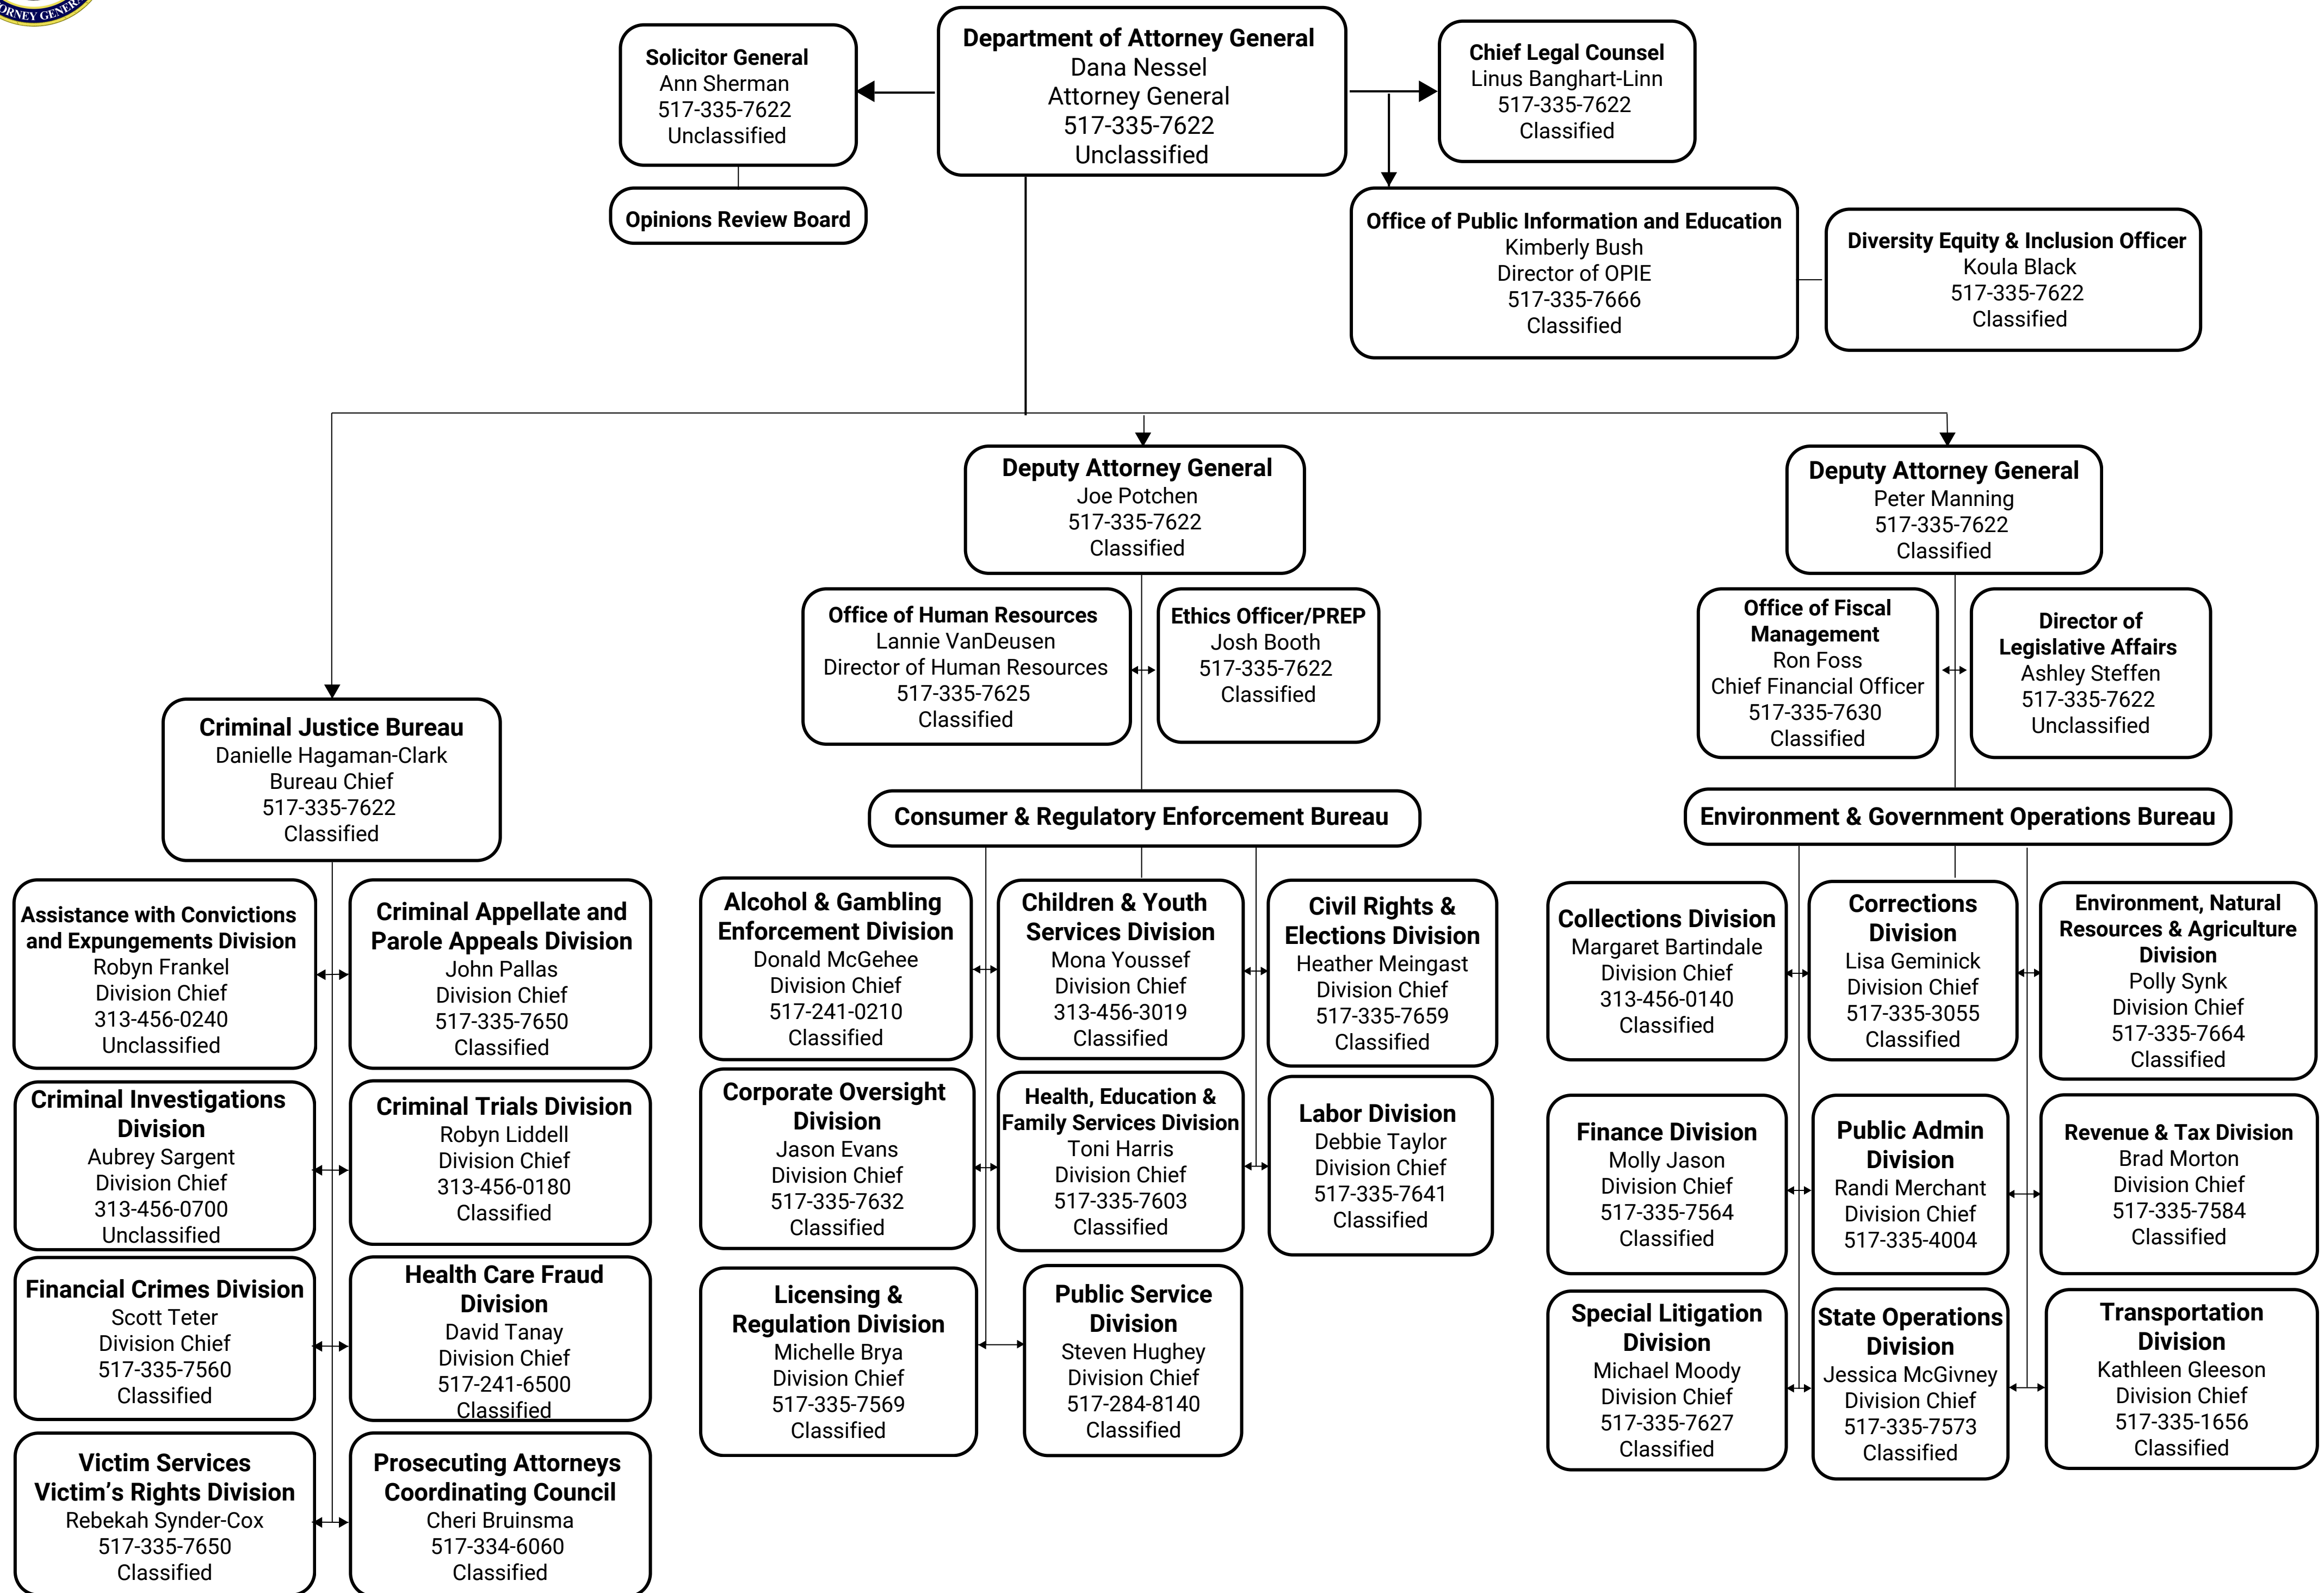 ATTORNEY GENERAL
Solicitor General
Ann Sherman
517-335-7622
Unclassified
Opinions Review Board
Department of Attorney General
Dana Nessel
Attorney General
517-335-7622
Unclassified
Chief Legal Counsel
Linus Banghart-Linn
517-335-7622
Classified
Office of Public Information and Education
Kimberly Bush
Director of OPIE
517-335-7666
Classified
Diversity Equity & Inclusion Officer
Koula Black
517-335-7622
Classified
Deputy Attorney General
Joe Potchen
517-335-7622
Classified
Deputy Attorney General
Peter Manning
517-335-7622
Classified
Office of Human Resources
Lannie VanDeusen
Director of Human Resources
517-335-7625
Classified
Ethics Officer/PREP
Josh Booth
517-335-7622
Classified
Office of Fiscal
Management
Ron Foss
Chief Financial Officer
517-335-7630
Classified
Director of
Legislative Affairs
Ashley Steffen
517-335-7622
Unclassified
Criminal Justice Bureau
Danielle Hagaman-Clark
Bureau Chief
517-335-7622
Classified
Consumer & Regulatory Enforcement Bureau
Environment & Government Operations Bureau
Assistance with Convictions
and Expungements Division
Robyn Frankel
Division Chief
313-456-0240
Unclassified
Criminal Appellate and
Parole Appeals Division
John Pallas
Division Chief
517-335-7650
Classified
Criminal Investigations
Division
Aubrey Sargent
Division Chief
313-456-0700
Unclassified
Criminal Trials Division
Robyn Liddell
Division Chief
313-456-0180
Classified
Financial Crimes Division
Scott Teter
Division Chief
517-335-7560
Classified
Health Care Fraud
Division
David Tanay
Division Chief
517-241-6500
Classified
Victim Services
Victim’s Rights Division
Rebekah Synder-Cox
517-335-7650
Classified
Prosecuting Attorneys
Coordinating Council
Cheri Bruinsma
517-334-6060
Classified
Alcohol & Gambling
Enforcement Division
Donald McGehee
Division Chief
517-241-0210
Classified
Children & Youth
Services Division
Mona Youssef
Division Chief
313-456-3019
Classified
Civil Rights &
Elections Division
Heather Meingast
Division Chief
517-335-7659
Classified
Corporate Oversight
Division
Jason Evans
Division Chief
517-335-7632
Classified
Health, Education &
Family Services Division
Toni Harris
Division Chief
517-335-7603
Classified
Labor Division
Debbie Taylor
Division Chief
517-335-7641
Classified
Licensing &
Regulation Division
Michelle Brya
Division Chief
517-335-7569
Classified
Public Service
Division
Steven Hughey
Division Chief
517-284-8140
Classified
Collections Division
Margaret Bartindale
Division Chief
313-456-0140
Classified
Corrections
Division
Lisa Geminick
Division Chief
517-335-3055
Classified
Environment, Natural
Resources & Agriculture
Division
Polly Synk
Division Chief
517-335-7664
Classified
Finance Division
Molly Jason
Division Chief
517-335-7564
Classified
Public Admin
Division
Randi Merchant
Division Chief
517-335-4004
Revenue & Tax Division
Brad Morton
Division Chief
517-335-7584
Classified
Special Litigation
Division
Michael Moody
Division Chief
517-335-7627
Classified
State Operations
Division
Jessica McGivney
Division Chief
517-335-7573
Classified
Transportation
Division
Kathleen Gleeson
Division Chief
517-335-1656
Classified